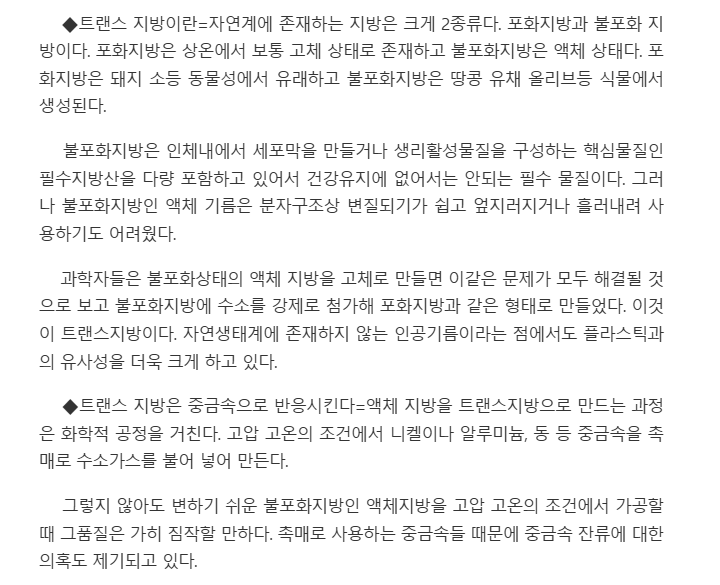 ◆트랜스 지방이란=자연계에 존재하는 지방은 크게 2종류다. 포화지방과 불포화 지
방이다. 포화지방은 상온에서 보통 고체 상태로 존재하고 불포화지방은 액체 상태다. 포
화지방은 돼지 소등 동물성에서 유래하고 불포화지방은 땅콩 유채 올리브등 식물에서
생성된다.
불포화지방은 인체내에서 세포막을 만들거나 생리활성물질을 구성하는 핵심물질인
필수지방산을 다량 포함하고 있어서 건강유지에 없어서는 안되는 필수 물질이다. 그러
나 불포화지방인 액체 기름은 분자구조상 변질되기가 쉽고 엎지러지거나 흘러내려 사
용하기도 어려웠다.
과학자들은 불포화상태의 액체 지방을 고체로 만들면 이같은 문제가 모두 해결될 것
으로 보고 불포화지방에 수소를 강제로 첨가해 포화지방과 같은 형태로 만들었다. 이것
이 트랜스지방이다. 자연생태계에 존재하지 않는 인공기름이라는 점에서도 플라스틱과
의 유사성을 더욱 크게 하고 있다.
◆트랜스 지방은 중금속으로 반응시킨다=액체 지방을 트랜스지방으로 만드는 과정
은 화학적 공정을 거친다. 고압 고온의 조건에서 니켈이나 알루미늄, 동 등 중금속을 촉
매로 수소가스를 불어 넣어 만든다.
그렇지 않아도 변하기 쉬운 불포화지방인 액체지방을 고압 고온의 조건에서 가공할
때 그품질은 가히 짐작할 만하다. 촉매로 사용하는 중금속들 때문에 중금속 잔류에 대한
의혹도 제기되고 있다.